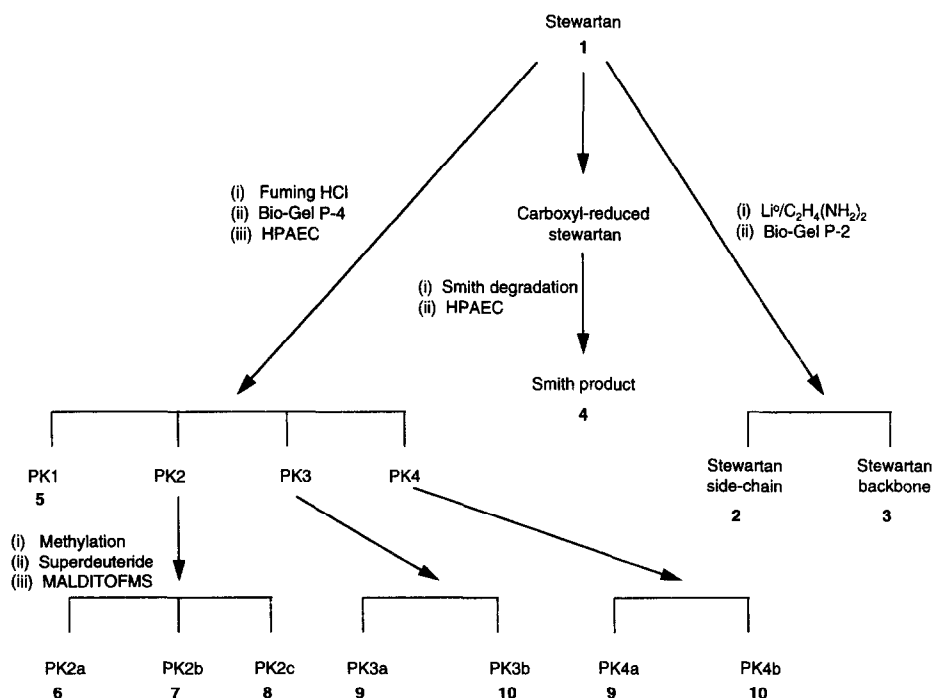 Stewartan
1
(i) Fuming HCl
(ii) Bio-Gel P-4
(iii) HPAEC
Carboxyl-reduced
stewartan
(i) Liº/C₂H₄(NH₂)₂
(ii) Bio-Gel P-2
(i) Smith degradation
(ii) HPAEC
Smith product
4
PK1
5
PK2
PK3
PK4
Stewartan
side-chain
2
Stewartan
backbone
3
(i) Methylation
(ii) Superdeuteride
(iii) MALDITOFMS
PK2a
6
PK2b
7
PK2c
8
PK3a
9
PK3b
10
PK4a
9
PK4b
10